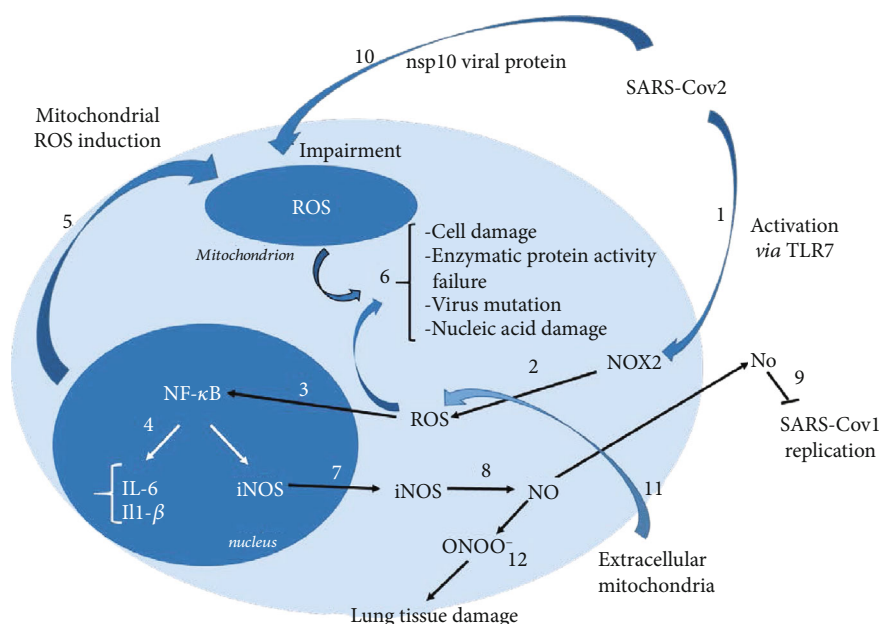 10
nsp10 viral protein
SARS-Cov2
Mitochondrial
ROS induction
Impairment
5
ROS
1
Activation
via TLR7
Mitochondrion
6
-Cell damage
-Enzymatic protein activity
failure
-Virus mutation
-Nucleic acid damage
2
NOX2
No
9
NF-κB
3
ROS
SARS-Cov1
replication
4
IL-6
Il1-β
iNOS
7
iNOS
8
NO
11
nucleus
ONOO⁻
12
Extracellular
mitochondria
Lung tissue damage